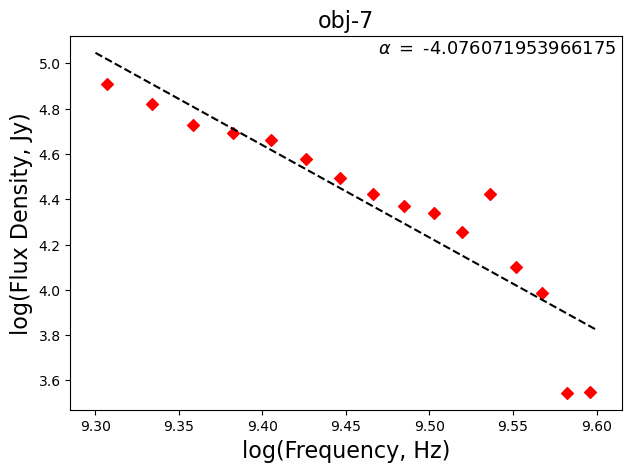 obj-7
α = -4.076071953966175
log(Flux Density, Jy)
5.0
4.8
4.6
4.4
4.2
4.0
3.8
3.6
9.30 9.35 9.40 9.45 9.50 9.55 9.60
log(Frequency, Hz)